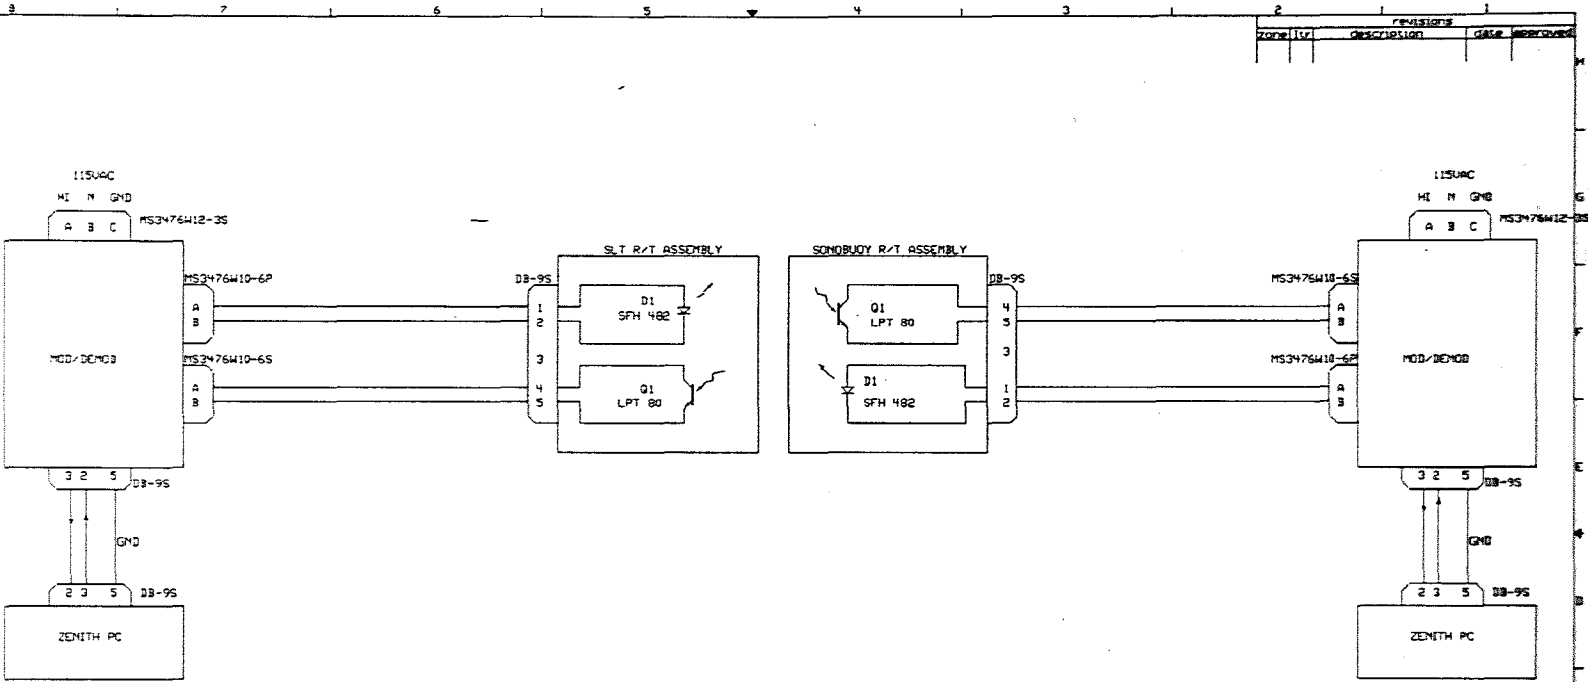 8 7 6 5 4 3 2 1
revisions
zone ltr description date approved
H
115VAC
HI N GND
A B C
MS3476W12-3S
MS3476W10-6P
A
B
MOD/DEMOD
MS3476W10-6S
A
B
3 2 5
DB-9S
GND
2 3 5
DB-9S
ZENITH PC
SLT R/T ASSEMBLY
DB-9S
1
2
3
4
5
D1
SFH 482
Q1
LPT 80
SONOBUOY R/T ASSEMBLY
DB-9S
Q1
LPT 80
D1
SFH 482
4
5
3
1
2
115VAC
HI N GND
A B C
MS3476W12-3S
MS3476W10-6S
A
B
MOD/DEMOD
MS3476W10-6P
A
B
3 2 5
DB-9S
GND
2 3 5
DB-9S
ZENITH PC
G
F
E
D